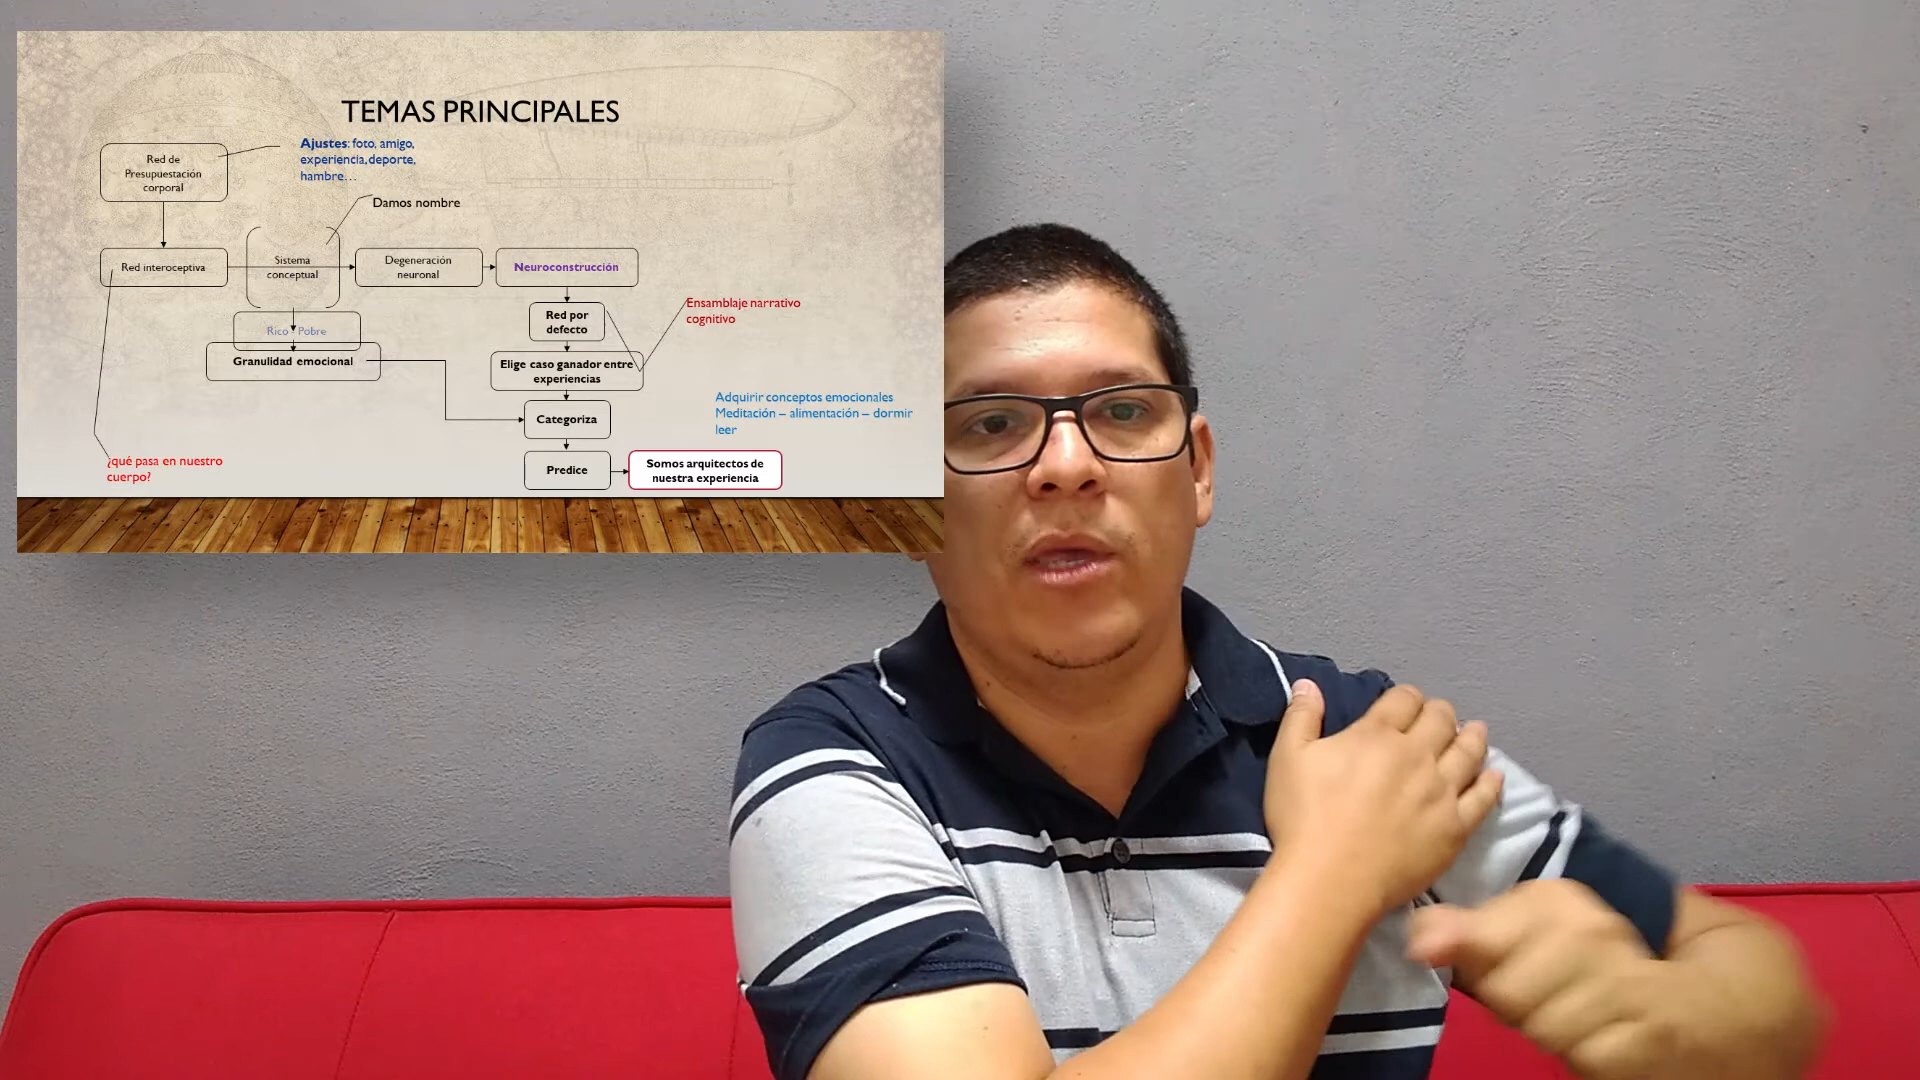 TEMAS PRINCIPALES
Red de
Presupuestación
corporal
Ajustes: foto, amigo,
experiencia, deporte,
hambre…
Damos nombre
Red interoceptiva
Sistema
conceptual
Degeneración
neuronal
Neuroconstrucción
Rico - Pobre
Granulidad emocional
Red por
defecto
Ensamblaje narrativo
cognitivo
Elige caso ganador entre
experiencias
Categoriza
Adquirir conceptos emocionales
Meditación – alimentación – dormir
leer
¿qué pasa en nuestro
cuerpo?
Predice
Somos arquitectos de
nuestra experiencia